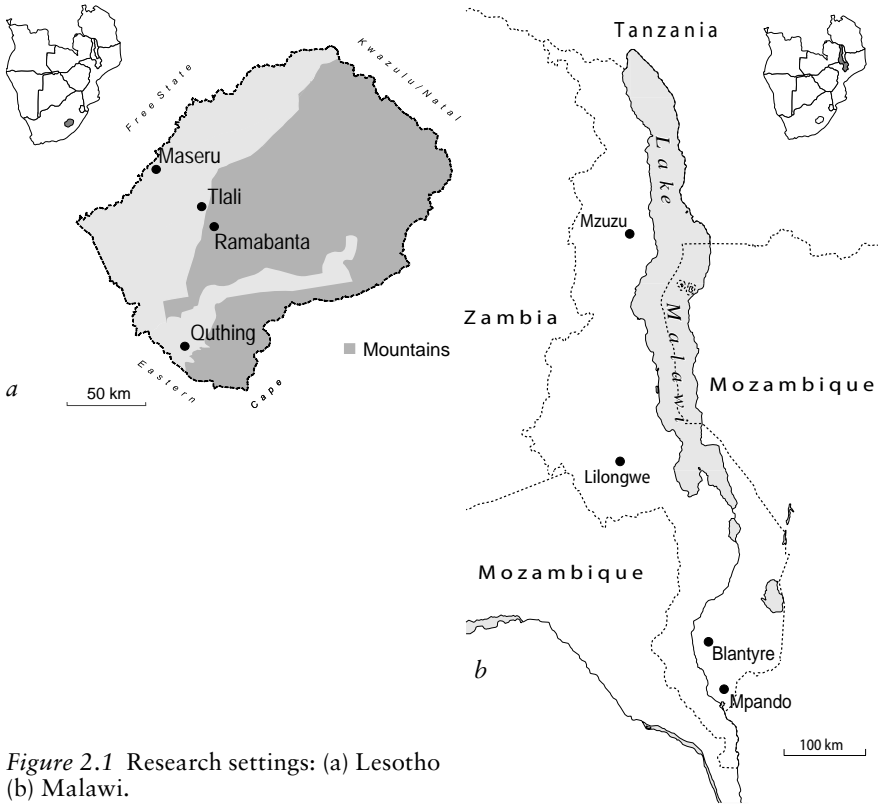 Free State
Kwazulu/Natal
Maseru
Tlali
Ramabanta
Quthing
Mountains
Eastern
Cape
a
50 km
Tanzania
Lake
Mzuzu
Zambia
Malawi
Mozambique
Lilongwe
Mozambique
Blantyre
b
Mpando
100 km
Figure 2.1 Research settings: (a) Lesotho
(b) Malawi.